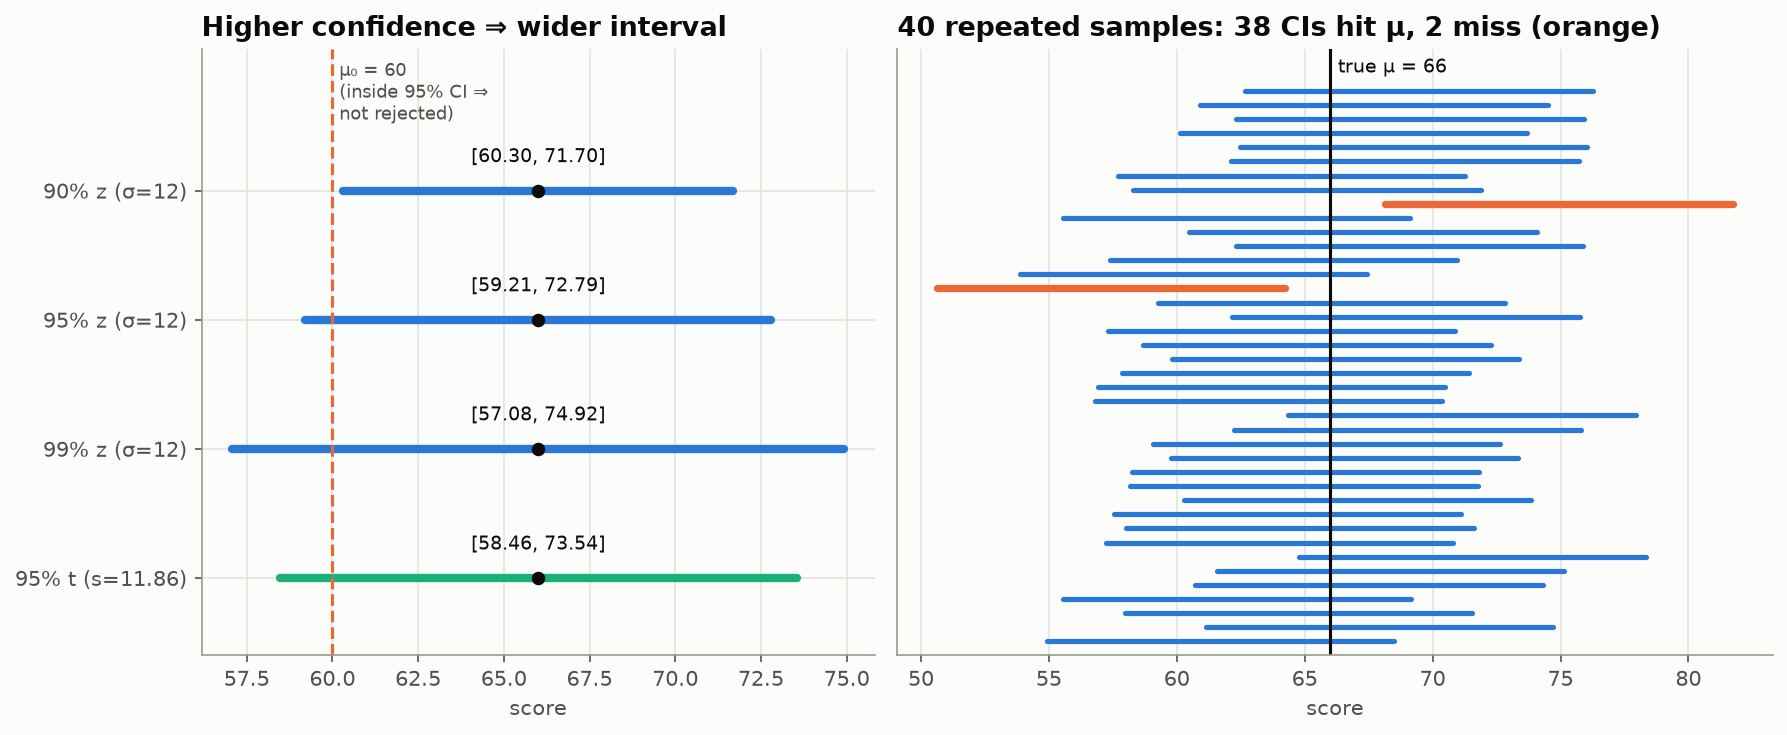 Higher confidence ⇒ wider interval
μ₀ = 60
(inside 95% CI ⇒
not rejected)
[60.30, 71.70]
90% z (σ=12)
[59.21, 72.79]
95% z (σ=12)
[57.08, 74.92]
99% z (σ=12)
[58.46, 73.54]
95% t (s=11.86)
57.5 60.0 62.5 65.0 67.5 70.0 72.5 75.0
score
40 repeated samples: 38 CIs hit μ, 2 miss (orange)
true μ = 66
50 55 60 65 70 75 80
score